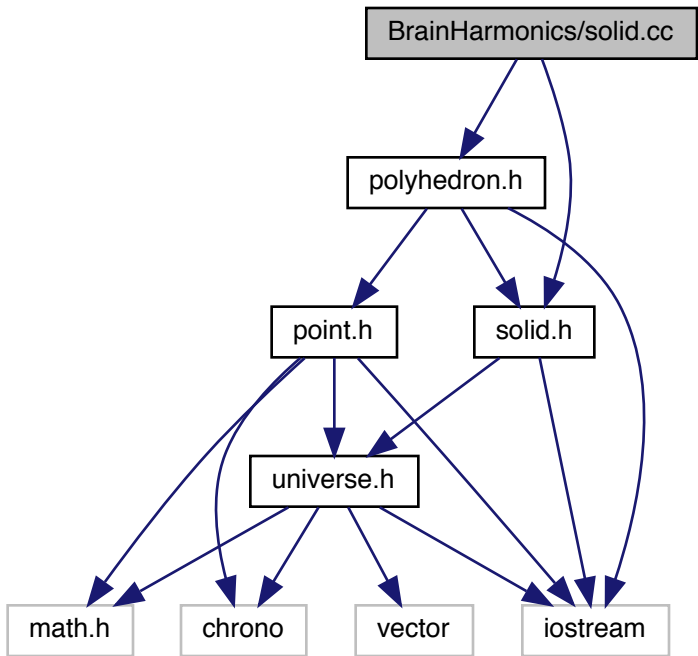 BrainHarmonics/solid.cc
polyhedron.h
point.h
solid.h
universe.h
math.h
chrono
vector
iostream